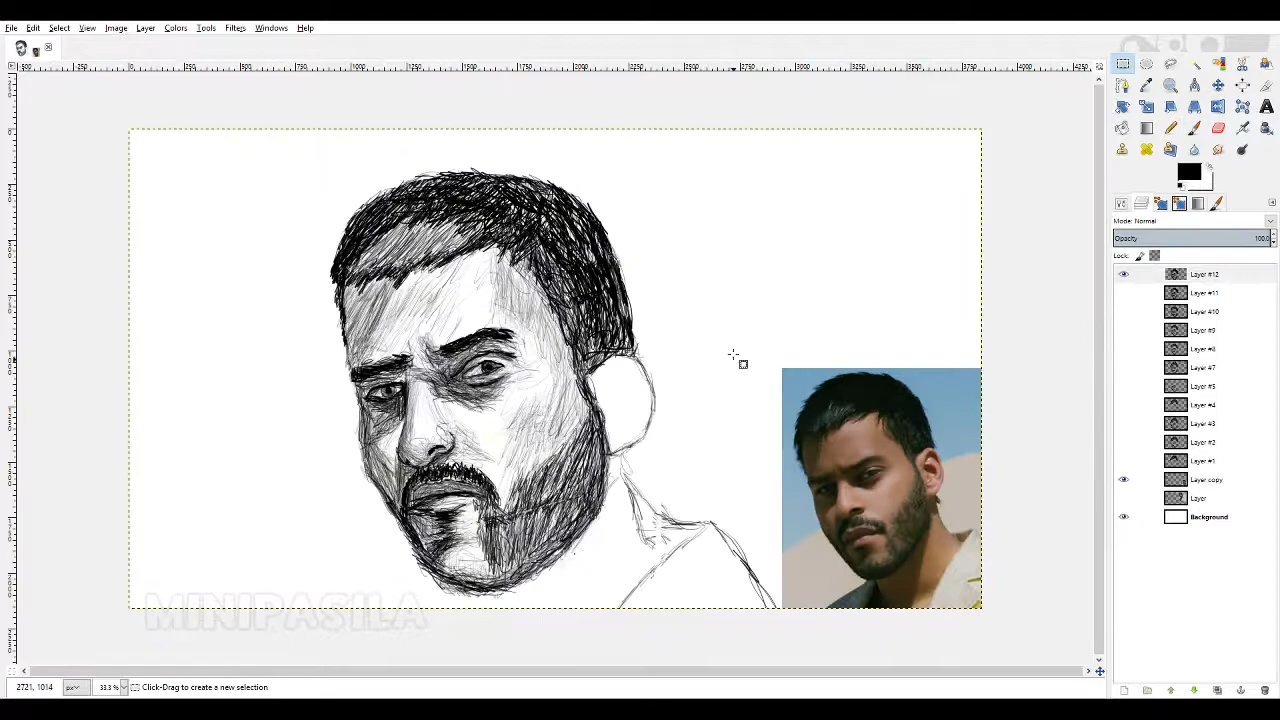 File Edit Select View Image Layer Colors Tools Filters Windows Help
Mode: Normal
Opacity 100.0
Lock:
Layer #12
Layer #11
Layer #10
Layer #9
Layer #8
Layer #7
Layer #5
Layer #4
Layer #3
Layer #2
Layer #1
Layer copy
Layer
Background
MINIPASILA
2721, 1014 px 33.3 % Click-Drag to create a new selection